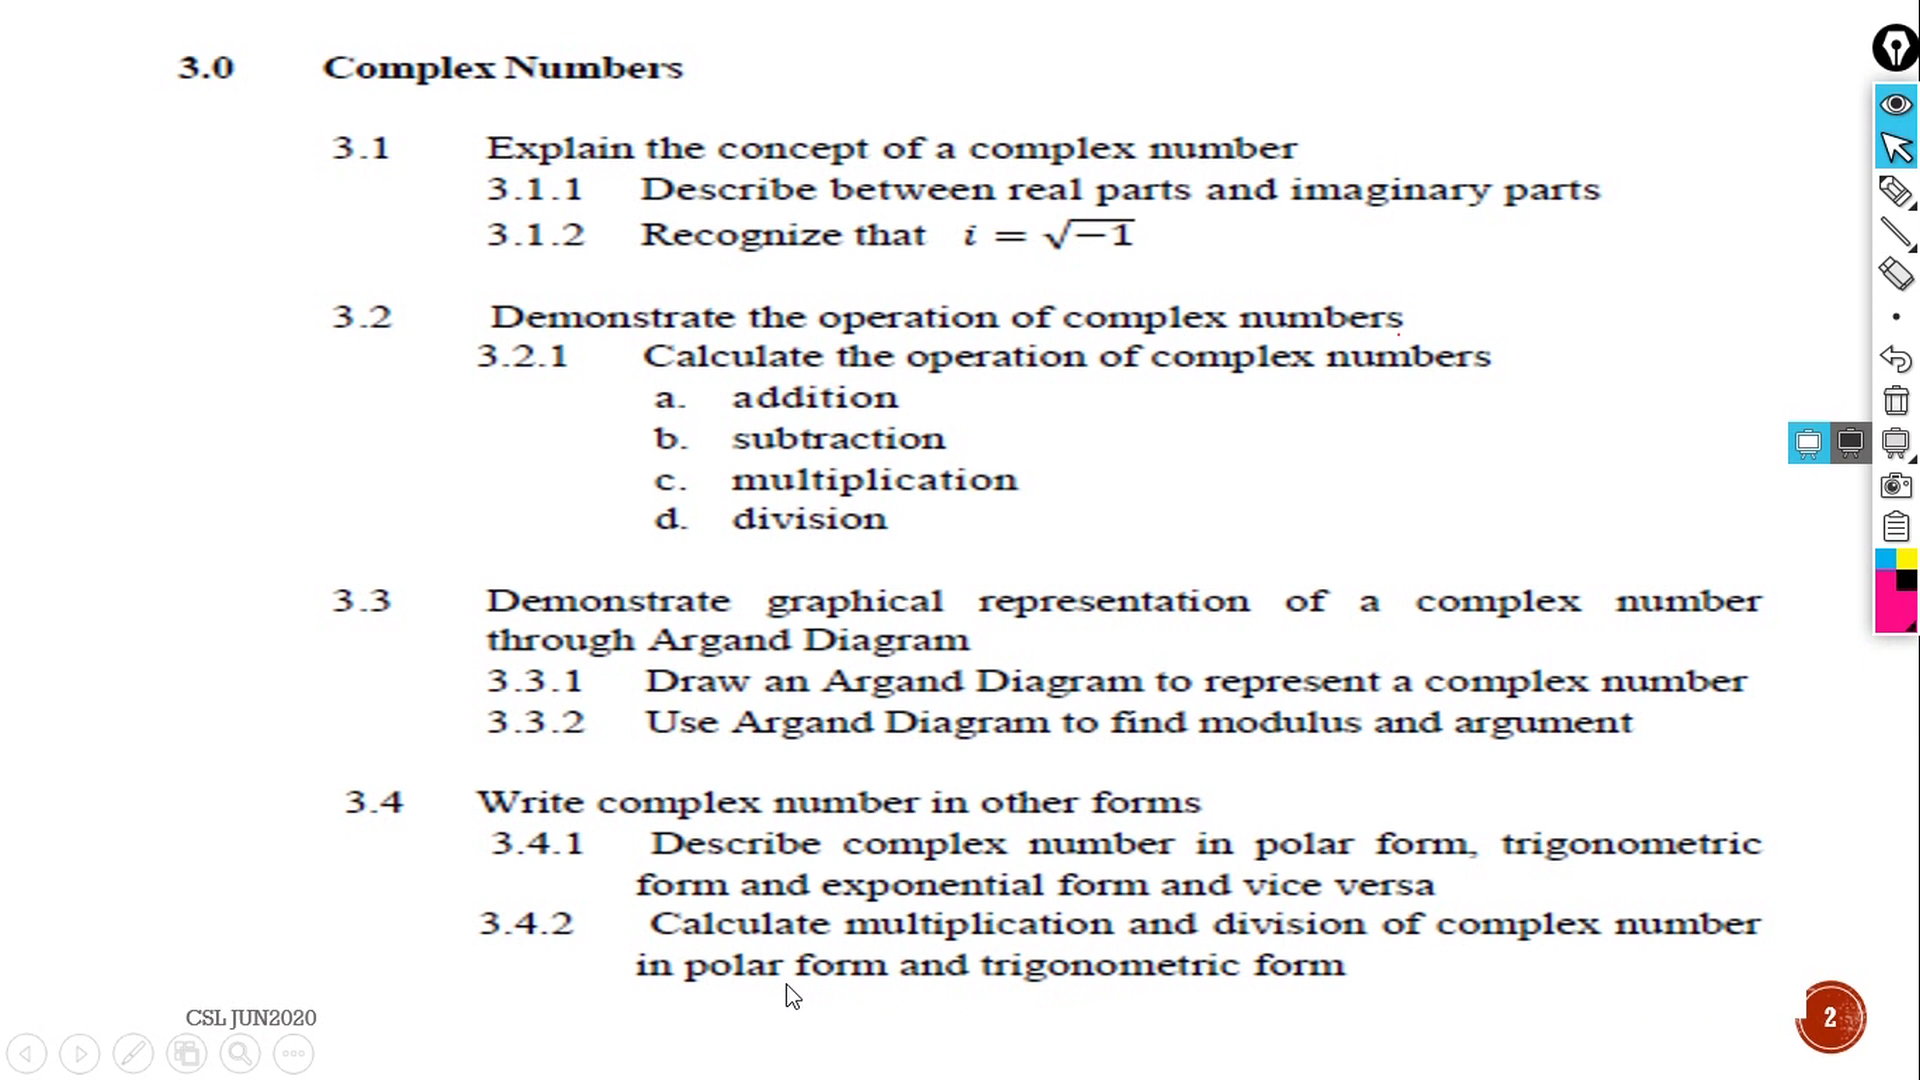 3.0 Complex Numbers
3.1 Explain the concept of a complex number
3.1.1 Describe between real parts and imaginary parts
3.1.2 Recognize that i = √−1
3.2 Demonstrate the operation of complex numbers
3.2.1 Calculate the operation of complex numbers
a. addition
b. subtraction
c. multiplication
d. division
3.3 Demonstrate graphical representation of a complex number
through Argand Diagram
3.3.1 Draw an Argand Diagram to represent a complex number
3.3.2 Use Argand Diagram to find modulus and argument
3.4 Write complex number in other forms
3.4.1 Describe complex number in polar form, trigonometric
form and exponential form and vice versa
3.4.2 Calculate multiplication and division of complex number
in polar form and trigonometric form
CSL JUN2020
2